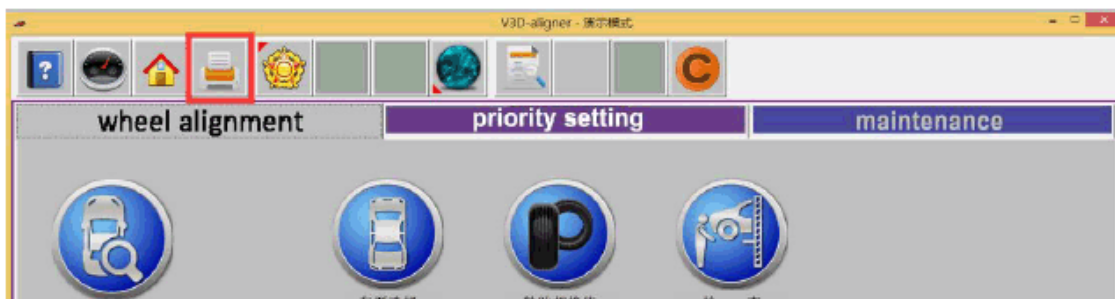 V3D-aligner - 演示模式
?
C
wheel alignment
priority setting
maintenance